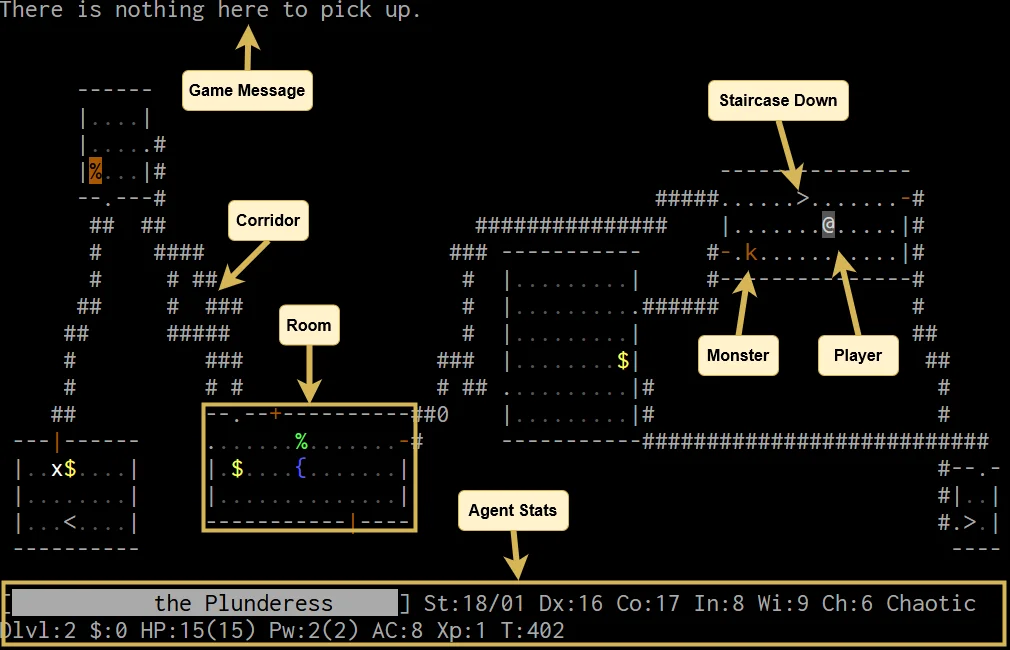 There is nothing here to pick up.
Game Message
Staircase Down
Corridor
Room
Monster
Player
Agent Stats
[ the Plunderess ] St:18/01 Dx:16 Co:17 In:8 Wi:9 Ch:6 Chaotic
Dlvl:2 $:0 HP:15(15) Pw:2(2) AC:8 Xp:1 T:402